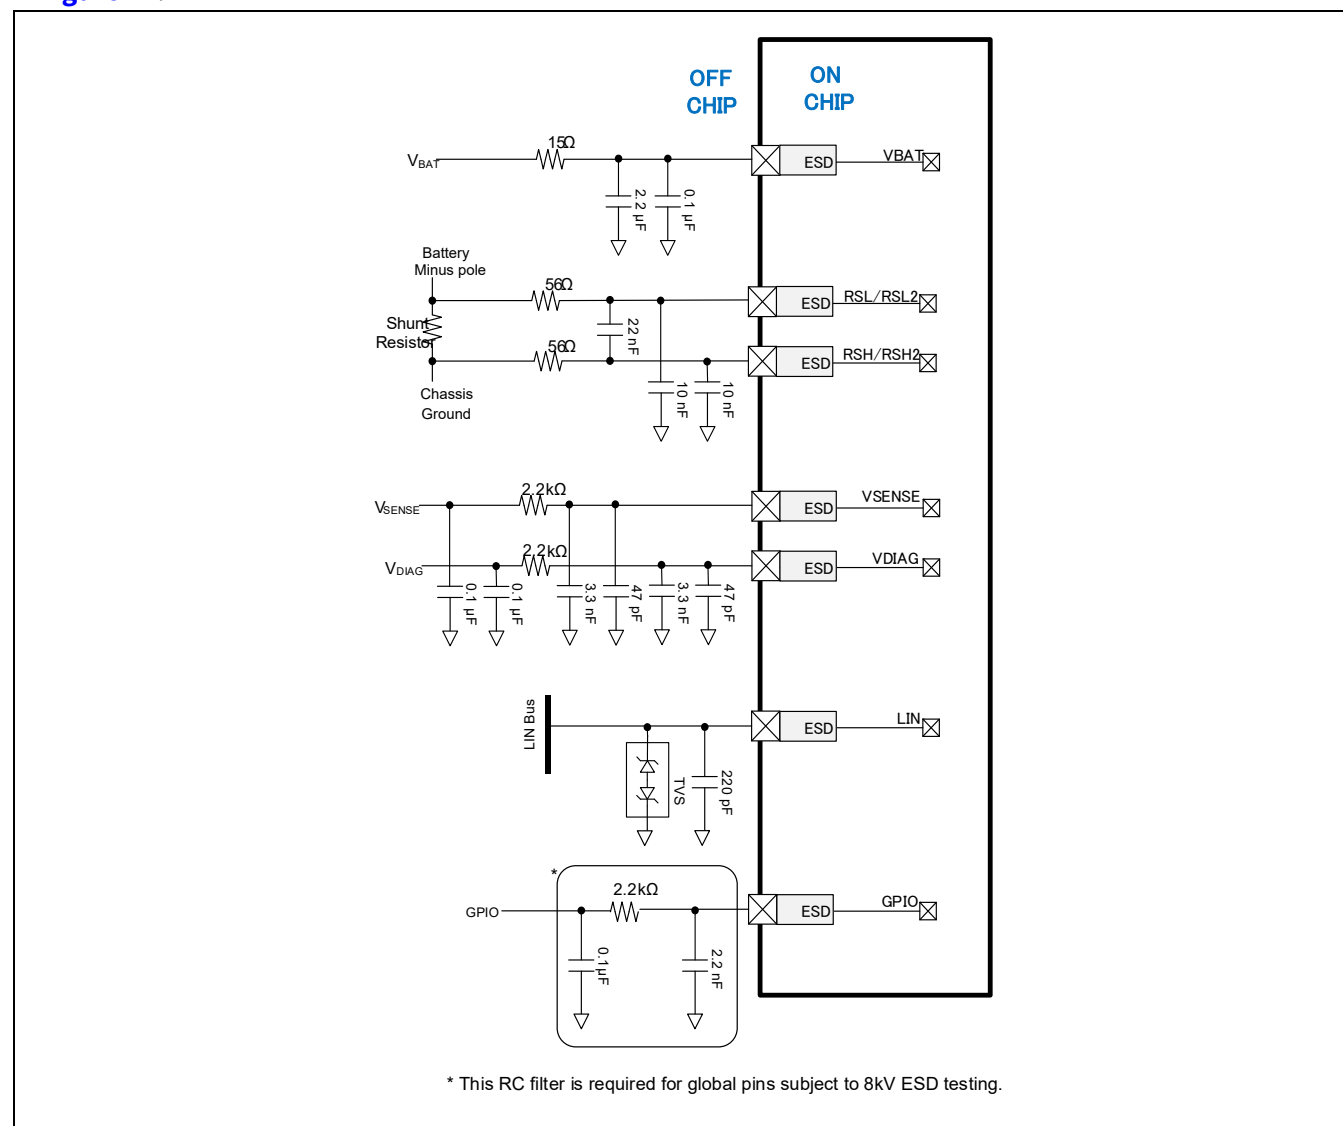 OFF
CHIP
ON
CHIP
VBAT
15Ω
2.2 µF
0.1 µF
ESD
VBAT
Battery
Minus pole
Shunt
Resistor
Chassis
Ground
56Ω
56Ω
22 nF
10 nF
10 nF
ESD
RSL/RSL2
ESD
RSH/RSH2
VSENSE
2.2kΩ
VDIAG
2.2kΩ
0.1 µF
0.1 µF
3.3 nF
47 pF
3.3 nF
47 pF
ESD
VSENSE
ESD
VDIAG
LIN Bus
TVS
220 pF
ESD
LIN
*
GPIO
2.2kΩ
0.1µF
2.2 nF
ESD
GPIO
* This RC filter is required for global pins subject to 8kV ESD testing.